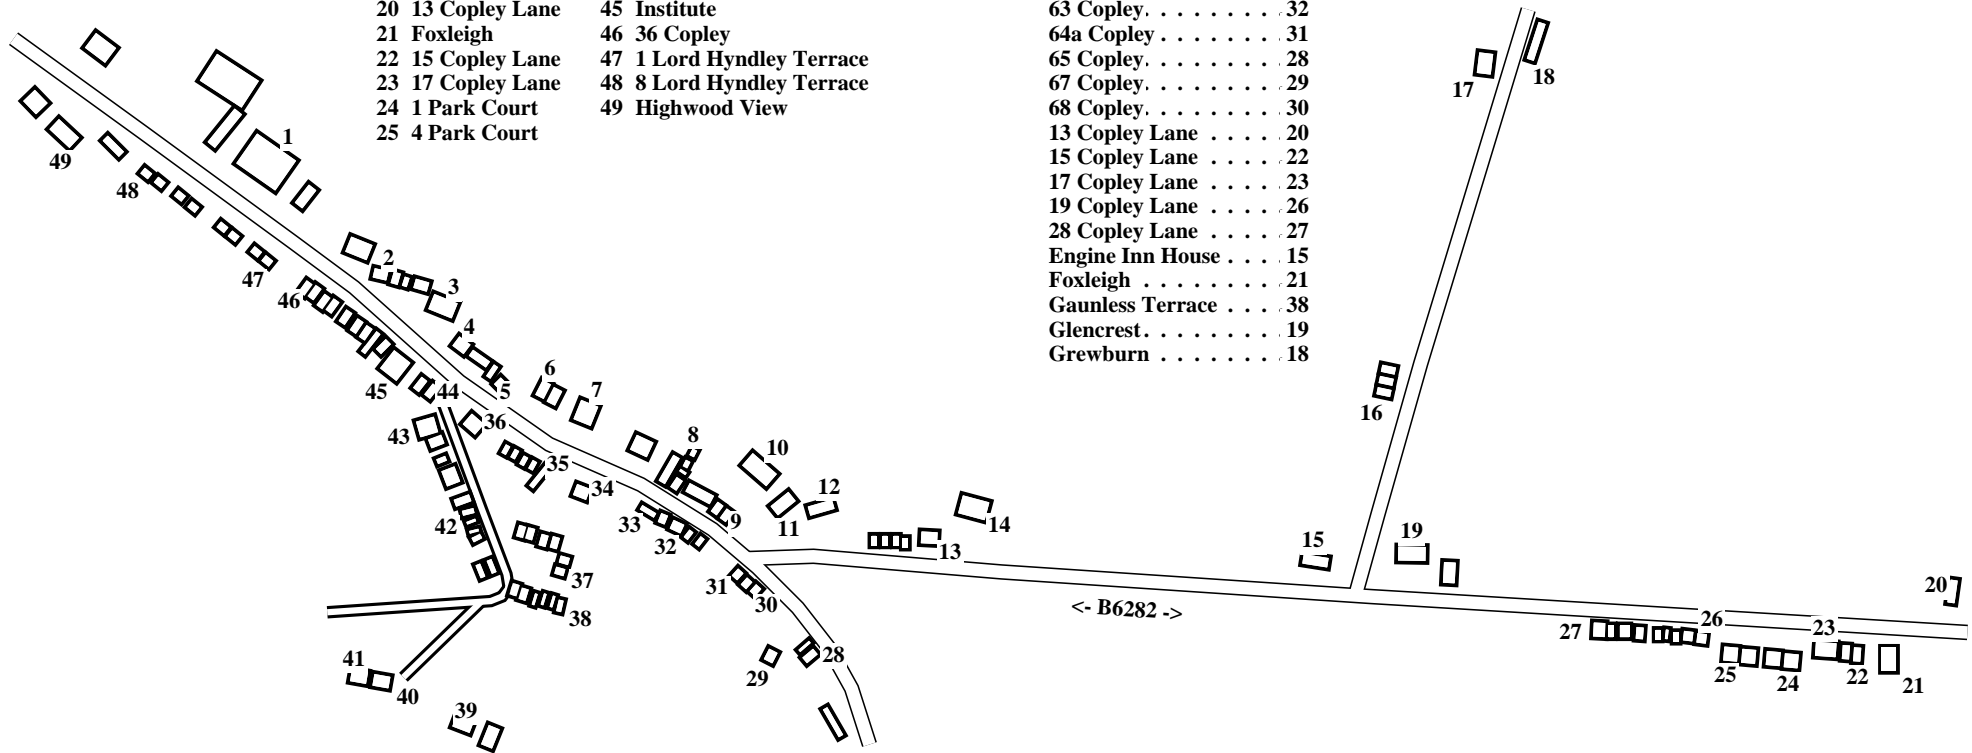 20 13 Copley Lane
21 Foxleigh
22 15 Copley Lane
23 17 Copley Lane
24 1 Park Court
25 4 Park Court
45 Institute
46 36 Copley
47 1 Lord Hyndley Terrace
48 8 Lord Hyndley Terrace
49 Highwood View
63 Copley. . . . . . . . 32
64a Copley . . . . . . . 31
65 Copley. . . . . . . . 28
67 Copley. . . . . . . . 29
68 Copley. . . . . . . . 30
13 Copley Lane . . . . 20
15 Copley Lane . . . . 22
17 Copley Lane . . . . 23
19 Copley Lane . . . . 26
28 Copley Lane . . . . 27
Engine Inn House . . . 15
Foxleigh . . . . . . . . 21
Gaunless Terrace . . . 38
Glencrest. . . . . . . . 19
Grewburn . . . . . . . 18
17
18
1
49
48
2
47
3
46
4
6
5
7
16
45
44
36
43
8
10
35
34
12
33
9
11
14
42
32
13
15
19
37
31
30
20
<- B6282 ->
38
26
27
23
28
41
29
25
24
22
21
40
39